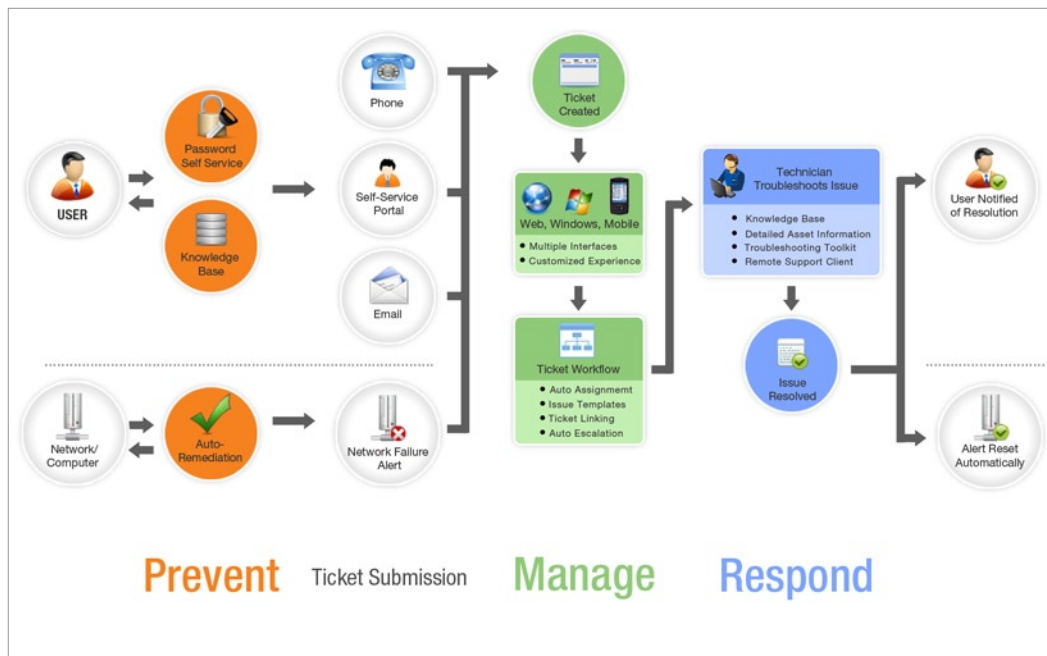 USER
Password
Self Service
Knowledge
Base
Phone
Self-Service
Portal
Email
Network/
Computer
Auto-
Remediation
Network Failure
Alert
Ticket
Created
Web, Windows, Mobile
• Multiple Interfaces
• Customized Experience
Ticket Workflow
• Auto Assignmemt
• Issue Templates
• Ticket Linking
• Auto Escalation
Technician
Troubleshoots Issue
• Knowledge Base
• Detailed Asset Information
• Troubleshooting Toolkit
• Remote Support Client
Issue
Resolved
User Notified
of Resolution
Alert Reset
Automatically
Prevent
Ticket Submission
Manage
Respond